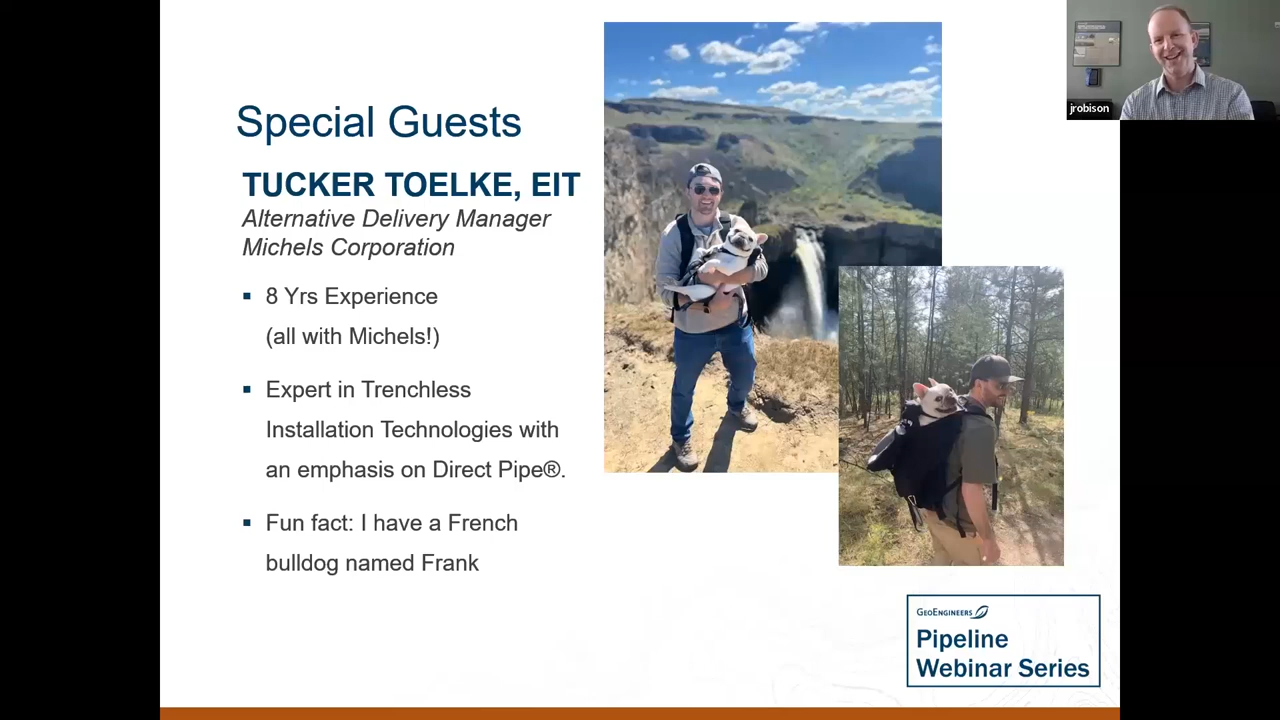 Special Guests
TUCKER TOELKE, EIT
Alternative Delivery Manager
Michels Corporation
▪ 8 Yrs Experience
(all with Michels!)
▪ Expert in Trenchless
Installation Technologies with
an emphasis on Direct Pipe®.
▪ Fun fact: I have a French
bulldog named Frank
jrobison
GEOENGINEERS
Pipeline
Webinar Series